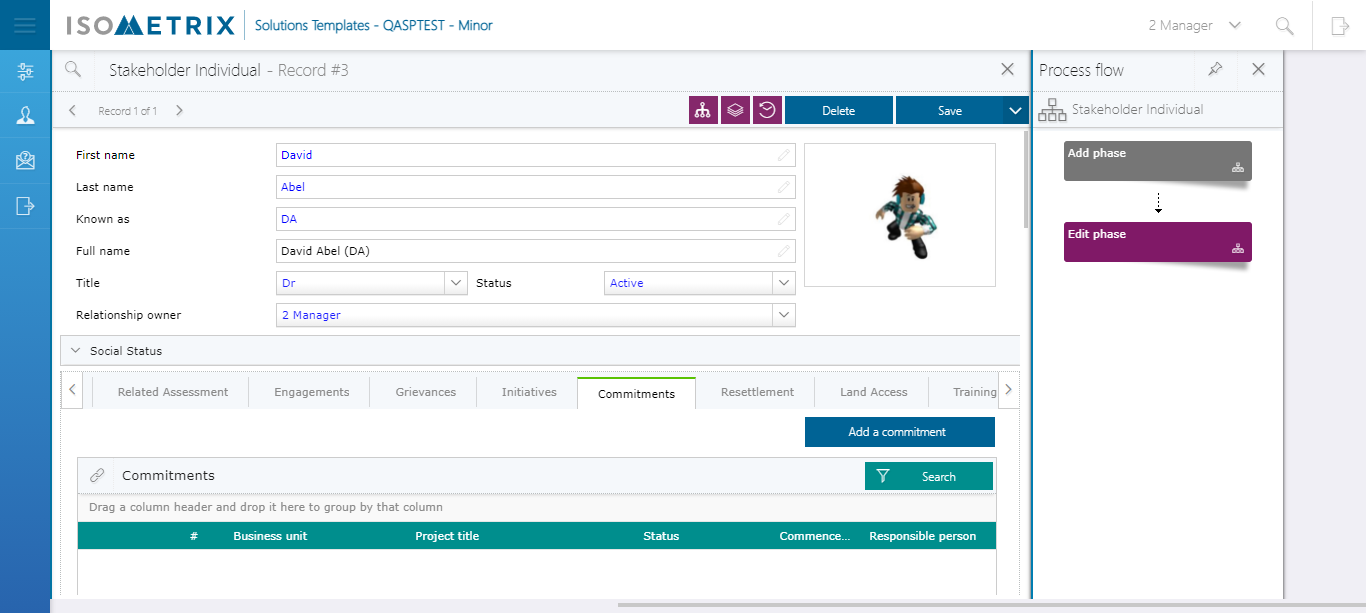 ISOMETRIX Solutions Templates - QASPTEST - Minor 2 Manager
Stakeholder Individual - Record #3
Process flow
Record 1 of 1 Delete Save
Stakeholder Individual
First name David
Last name Abel
Known as DA
Full name David Abel (DA)
Title Dr Status Active
Relationship owner 2 Manager
Add phase
Edit phase
Social Status
Related Assessment Engagements Grievances Initiatives Commitments Resettlement Land Access Training
Add a commitment
Commitments Search
Drag a column header and drop it here to group by that column
# Business unit Project title Status Commence... Responsible person